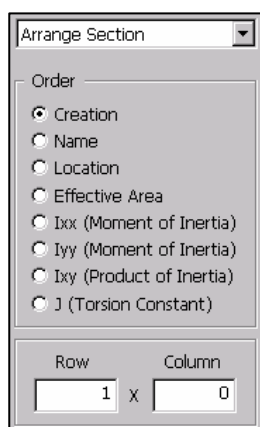 Arrange Section
Order
Creation
Name
Location
Effective Area
Ixx (Moment of Inertia)
Iyy (Moment of Inertia)
Ixy (Product of Inertia)
J (Torsion Constant)
Row Column
1 X 0